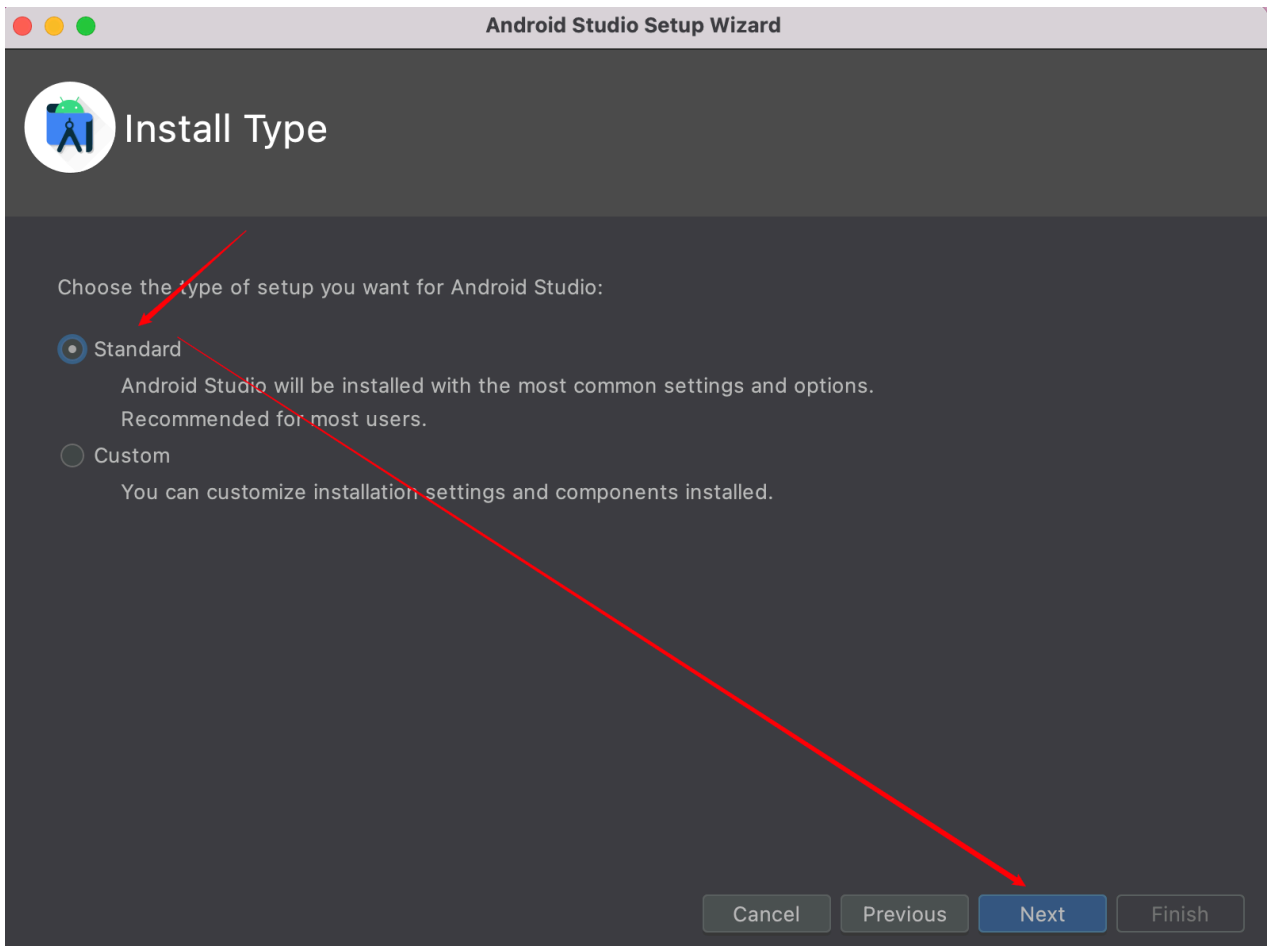 Android Studio Setup Wizard
Install Type
Choose the type of setup you want for Android Studio:
Standard
Android Studio will be installed with the most common settings and options.
Recommended for most users.
Custom
You can customize installation settings and components installed.
Cancel Previous Next Finish